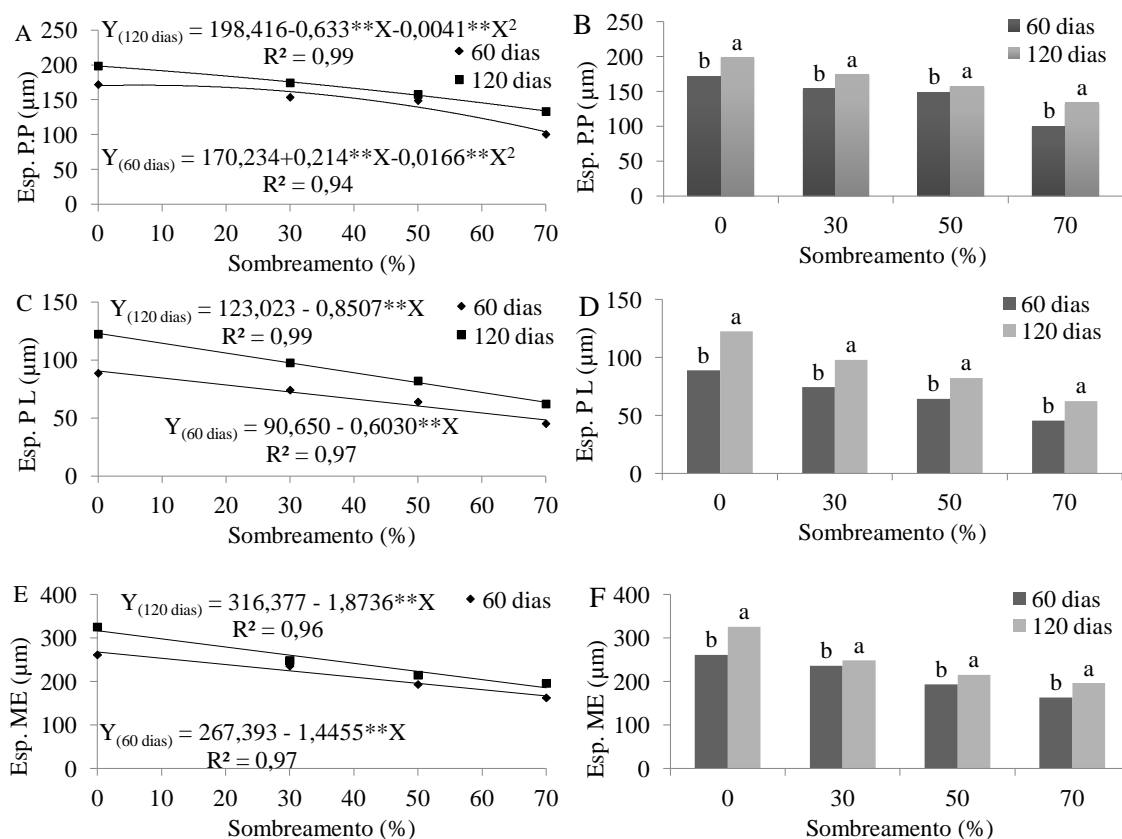 A
Y(120 dias) = 198,416-0,633**X-0,0041**X²
R² = 0,99
60 dias
120 dias
Y(60 dias) = 170,234+0,214**X-0,0166**X²
R² = 0,94
Esp. P.P (µm)
250
200
150
100
50
0
0 10 20 30 40 50 60 70
Sombreamento (%)
B
60 dias
120 dias
Esp. P.P (µm)
250
200
150
100
50
0
b a b a b a b a
0 30 50 70
Sombreamento (%)
C
Y(120 dias) = 123,023 - 0,8507**X
R² = 0,99
60 dias
120 dias
Y(60 dias) = 90,650 - 0,6030**X
R² = 0,97
Esp. P L (µm)
150
100
50
0
0 10 20 30 40 50 60 70
Sombreamento (%)
D
60 dias
120 dias
Esp. P L (µm)
150
100
50
0
b a b a b a b a
0 30 50 70
Sombreamento (%)
E
Y(120 dias) = 316,377 - 1,8736**X
R² = 0,96
60 dias
Y(60 dias) = 267,393 - 1,4455**X
R² = 0,97
Esp. ME (µm)
400
300
200
100
0
0 10 20 30 40 50 60 70
Sombreamento (%)
F
60 dias
120 dias
Esp. ME (µm)
400
300
200
100
0
b a b a b a b a
0 30 50 70
Sombreamento (%)